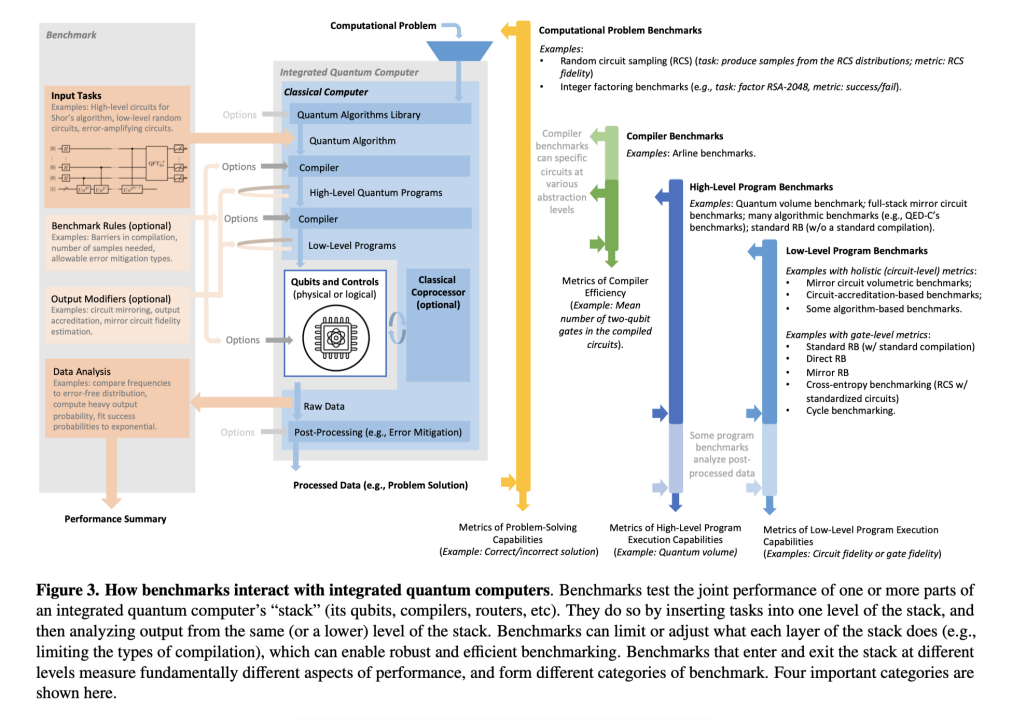 Benchmark
Input Tasks
Examples: High-level circuits for
Shor's algorithm, low-level random
circuits, error-amplifying circuits.
Benchmark Rules (optional)
Examples: Barriers in compilation,
number of samples needed,
allowable error mitigation types.
Output Modifiers (optional)
Examples: circuit mirroring, output
accreditation, mirror circuit fidelity
estimation.
Data Analysis
Examples: compare frequencies
to error-free distribution,
compute heavy output
probability, fit success
probabilities to exponential.
Performance Summary
Computational Problem
Integrated Quantum Computer
Classical Computer
Options
Quantum Algorithms Library
Quantum Algorithm
Options
Compiler
High-Level Quantum Programs
Options
Compiler
Low-Level Programs
Qubits and Controls
(physical or logical)
Classical
Coprocessor
(optional)
Options
Raw Data
Options
Post-Processing (e.g., Error Mitigation)
Processed Data (e.g., Problem Solution)
Computational Problem Benchmarks
Examples:
• Random circuit sampling (RCS) (task: produce samples from the RCS distributions; metric: RCS
fidelity)
• Integer factoring benchmarks (e.g., task: factor RSA-2048, metric: success/fail).
Compiler
benchmarks
can specific
circuits at
various
abstraction
levels
Compiler Benchmarks
Examples: Arline benchmarks.
Metrics of Compiler
Efficiency
(Example: Mean
number of two-qubit
gates in the compiled
circuits).
High-Level Program Benchmarks
Examples: Quantum volume benchmark; full-stack mirror circuit
benchmarks; many algorithmic benchmarks (e.g., QED-C's
benchmarks); standard RB (w/o a standard compilation).
Low-Level Program Benchmarks
Examples with holistic (circuit-level) metrics:
• Mirror circuit volumetric benchmarks;
• Circuit-accreditation-based benchmarks;
• Some algorithm-based benchmarks.
Examples with gate-level metrics:
• Standard RB (w/ standard compilation)
• Direct RB
• Mirror RB
• Cross-entropy benchmarking (RCS w/
standardized circuits)
• Cycle benchmarking.
Some program
benchmarks
analyze post-
processed data
Metrics of Problem-Solving
Capabilities
(Example: Correct/incorrect solution)
Metrics of High-Level Program
Execution Capabilities
(Example: Quantum volume)
Metrics of Low-Level Program Execution
Capabilities
(Examples: Circuit fidelity or gate fidelity)
Figure 3. How benchmarks interact with integrated quantum computers. Benchmarks test the joint performance of one or more parts of
an integrated quantum computer's "stack" (its qubits, compilers, routers, etc). They do so by inserting tasks into one level of the stack, and
then analyzing output from the same (or a lower) level of the stack. Benchmarks can limit or adjust what each layer of the stack does (e.g.,
limiting the types of compilation), which can enable robust and efficient benchmarking. Benchmarks that enter and exit the stack at different
levels measure fundamentally different aspects of performance, and form different categories of benchmark. Four important categories are
shown here.